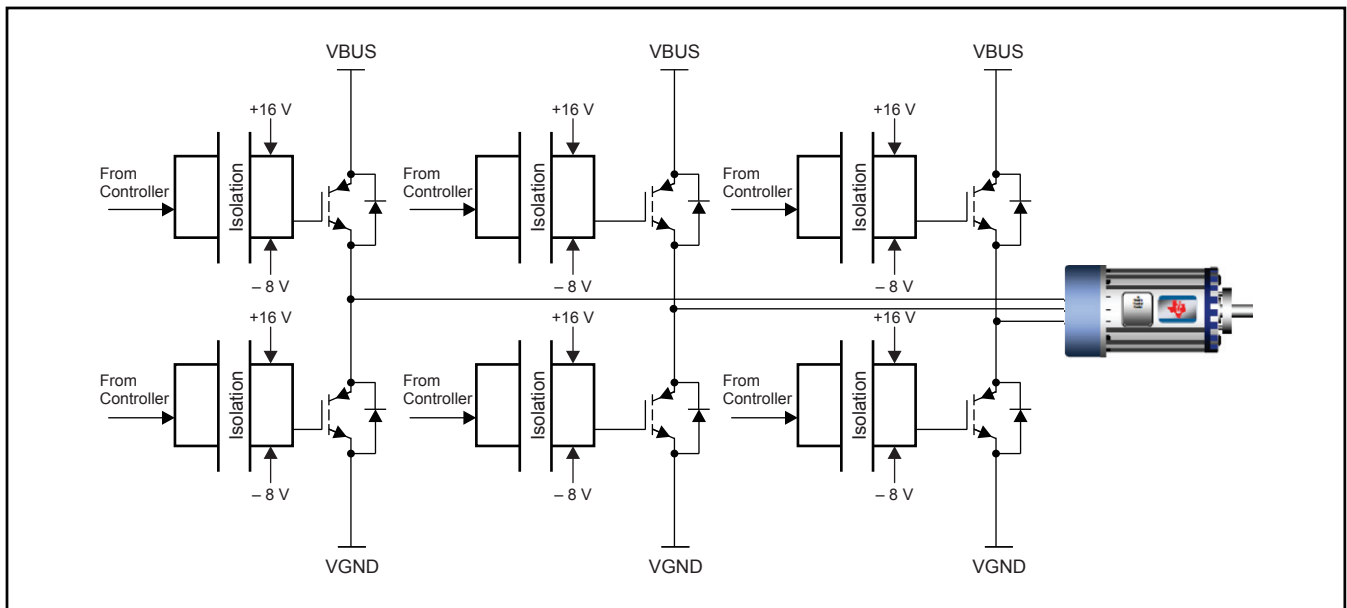 VBUS VBUS VBUS
+16 V +16 V +16 V
From
Controller
Isolation
– 8 V
From
Controller
Isolation
– 8 V
From
Controller
Isolation
– 8 V
+16 V +16 V +16 V
From
Controller
Isolation
– 8 V
From
Controller
Isolation
– 8 V
From
Controller
Isolation
– 8 V
VGND VGND VGND